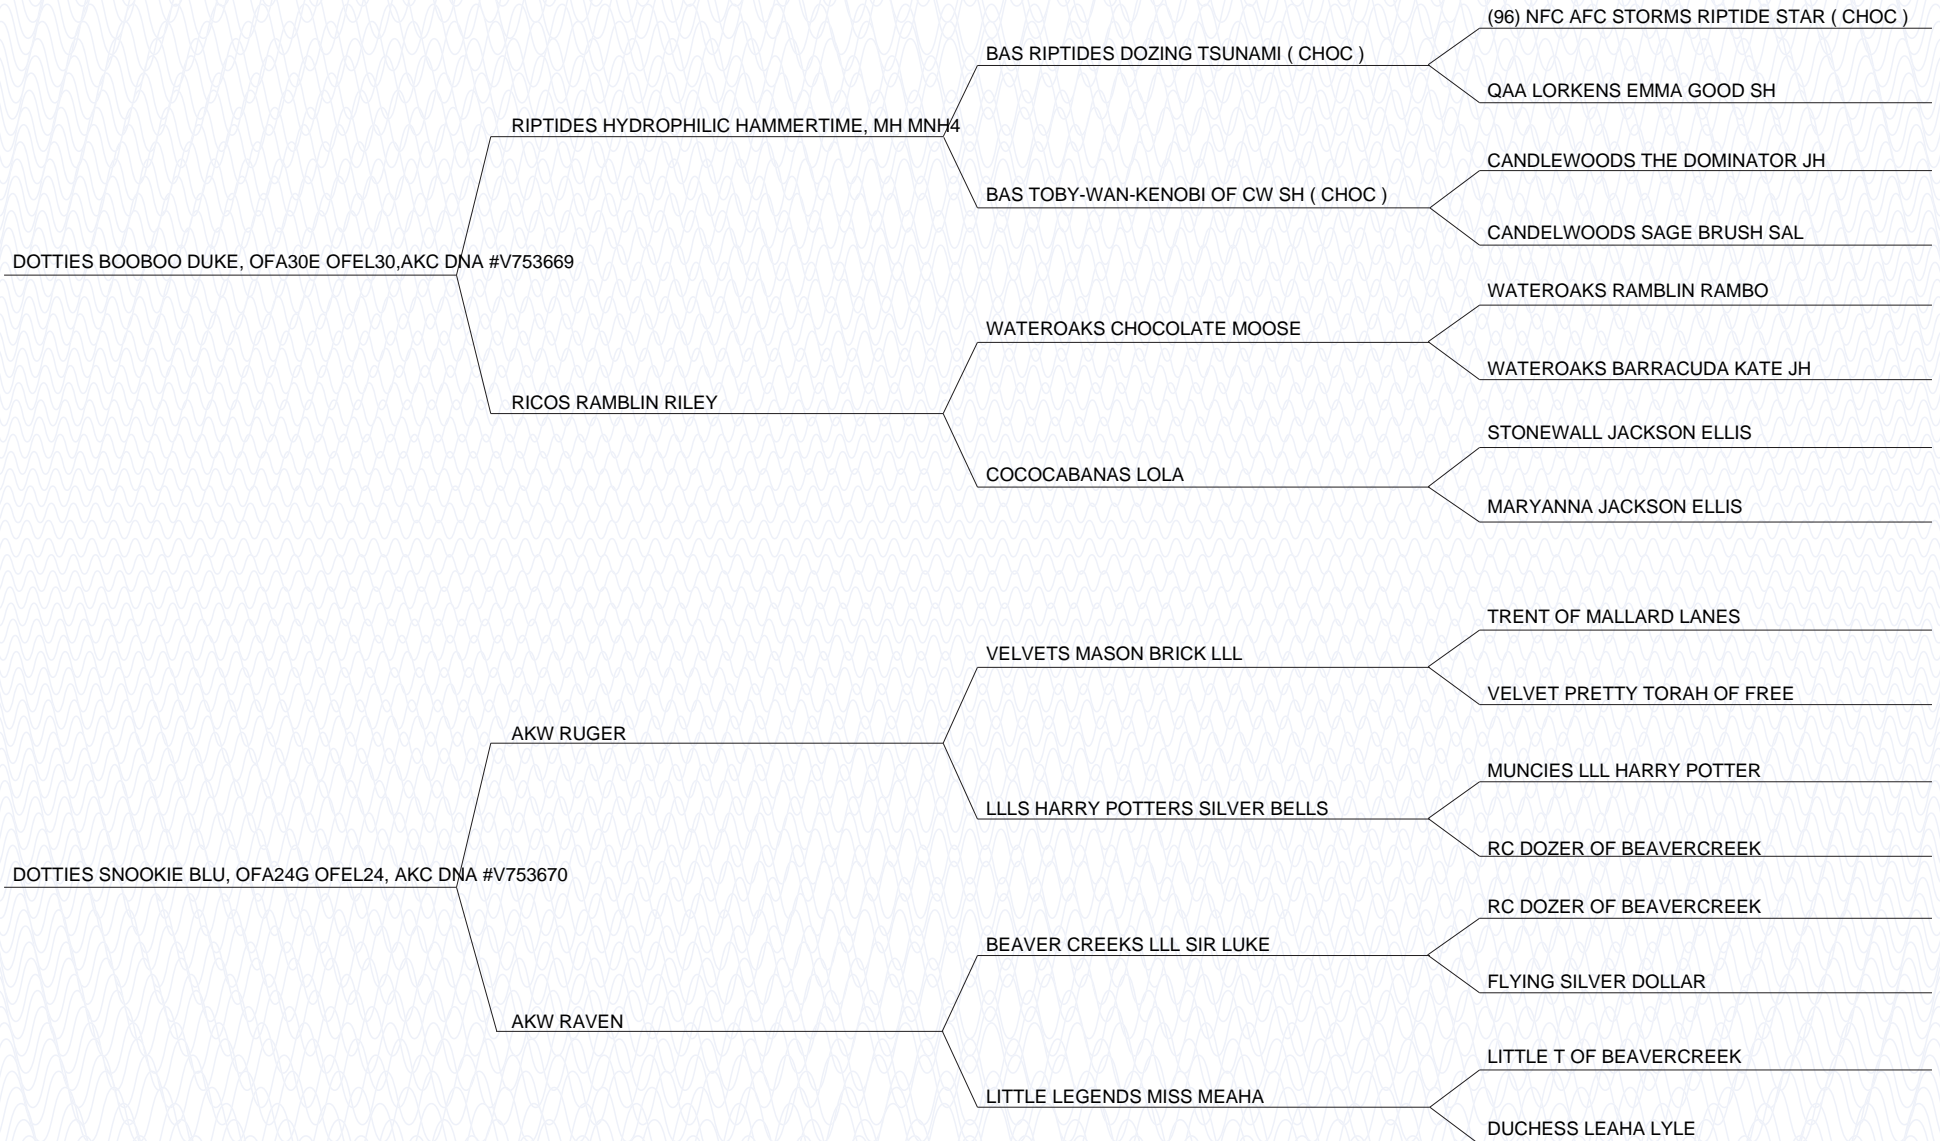 (96) NFC AFC STORMS RIPTIDE STAR ( CHOC )
BAS RIPTIDES DOZING TSUNAMI ( CHOC )
QAA LORKENS EMMA GOOD SH
RIPTIDES HYDROPHILIC HAMMERTIME, MH MNH4
CANDLEWOODS THE DOMINATOR JH
BAS TOBY-WAN-KENOBI OF CW SH ( CHOC )
CANDELWOODS SAGE BRUSH SAL
DOTTIES BOOBOO DUKE, OFA30E OFEL30,AKC DNA #V753669
WATEROAKS RAMBLIN RAMBO
WATEROAKS CHOCOLATE MOOSE
WATEROAKS BARRACUDA KATE JH
RICOS RAMBLIN RILEY
STONEWALL JACKSON ELLIS
COCOCABANAS LOLA
MARYANNA JACKSON ELLIS
TRENT OF MALLARD LANES
VELVETS MASON BRICK LLL
VELVET PRETTY TORAH OF FREE
AKW RUGER
MUNCIES LLL HARRY POTTER
LLLS HARRY POTTERS SILVER BELLS
RC DOZER OF BEAVERCREEK
DOTTIES SNOOKIE BLU, OFA24G OFEL24, AKC DNA #V753670
RC DOZER OF BEAVERCREEK
BEAVER CREEKS LLL SIR LUKE
FLYING SILVER DOLLAR
AKW RAVEN
LITTLE T OF BEAVERCREEK
LITTLE LEGENDS MISS MEAHA
DUCHESS LEAHA LYLE